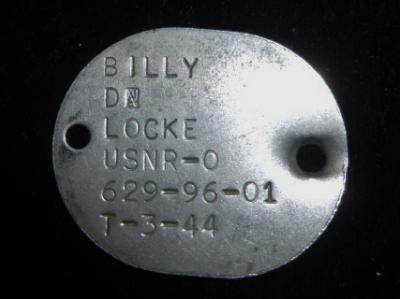 BILLY
DN
LOCKE
USNR-O
629-96-01
T-3-44